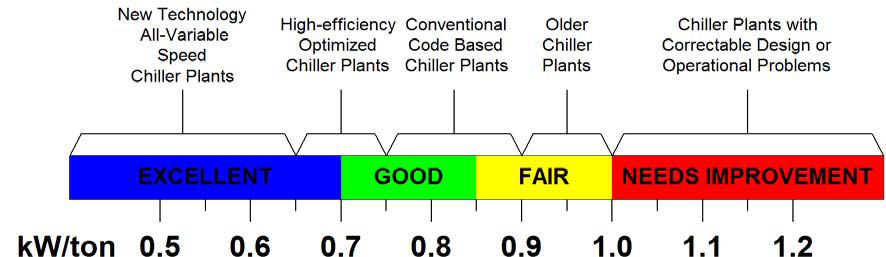 New Technology
All-Variable
Speed
Chiller Plants
High-efficiency
Optimized
Chiller Plants
Conventional
Code Based
Chiller Plants
Older
Chiller
Plants
Chiller Plants with
Correctable Design or
Operational Problems
EXCELLENT GOOD FAIR NEEDS IMPROVEMENT
kW/ton 0.5 0.6 0.7 0.8 0.9 1.0 1.1 1.2